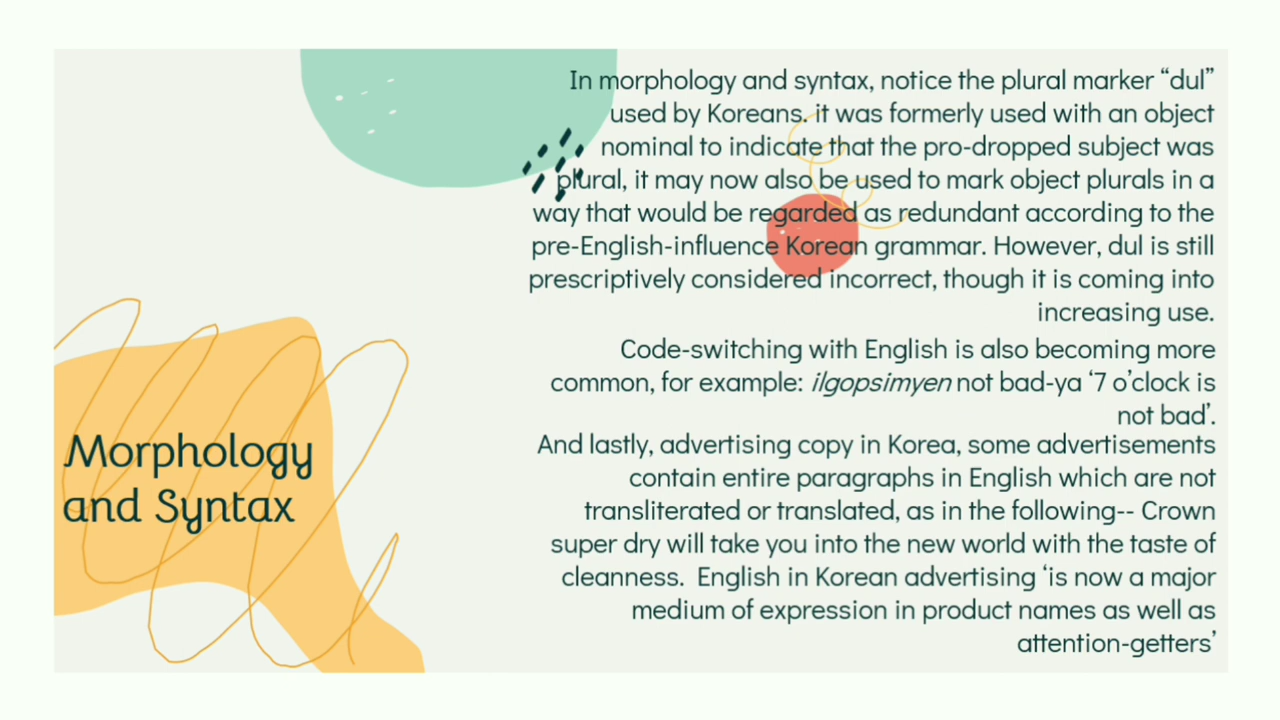 In morphology and syntax, notice the plural marker “dul”
used by Koreans. it was formerly used with an object
nominal to indicate that the pro-dropped subject was
plural, it may now also be used to mark object plurals in a
way that would be regarded as redundant according to the
pre-English-influence Korean grammar. However, dul is still
prescriptively considered incorrect, though it is coming into
increasing use.
Code-switching with English is also becoming more
common, for example: ilgopsimyen not bad-ya ‘7 o’clock is
not bad’.
And lastly, advertising copy in Korea, some advertisements
contain entire paragraphs in English which are not
transliterated or translated, as in the following-- Crown
super dry will take you into the new world with the taste of
cleanness.  English in Korean advertising ‘is now a major
medium of expression in product names as well as
attention-getters’
Morphology
and Syntax